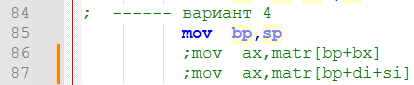 84 ; ------ вариант 4
85 mov bp,sp
86 ;mov ax,matr[bp+bx]
87 ;mov ax,matr[bp+di+si]